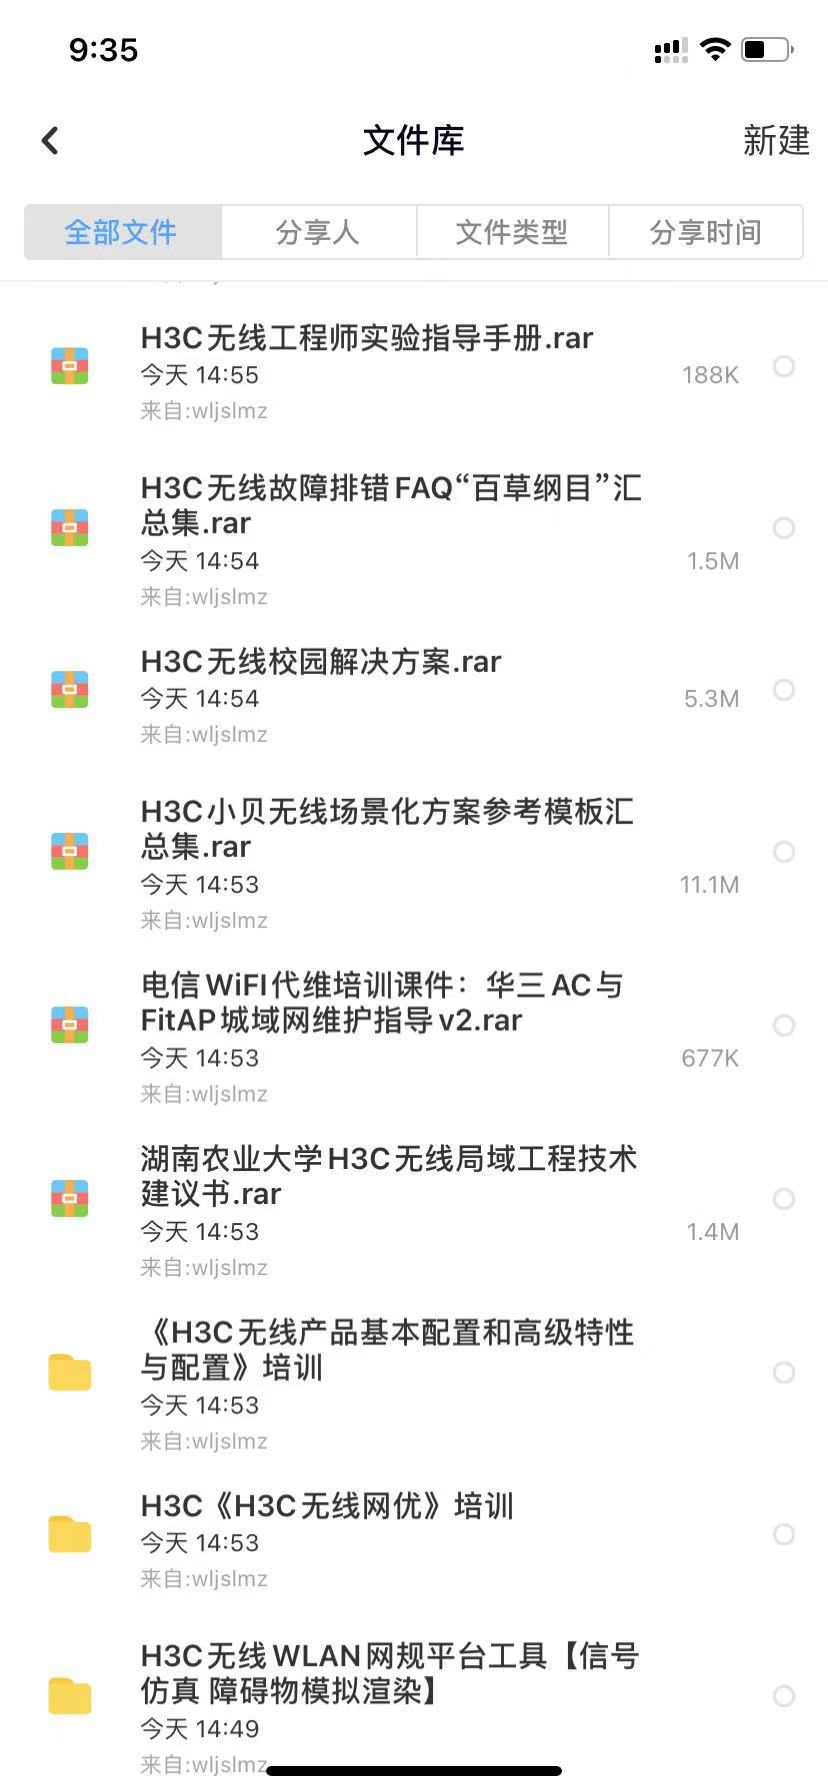 9:35
文件库
新建
全部文件
分享人
文件类型
分享时间
H3C无线工程师实验指导手册.rar
今天 14:55
188K
来自:wljslmz
H3C无线故障排错FAQ“百草纲目”汇
总集.rar
今天 14:54
1.5M
来自:wljslmz
H3C无线校园解决方案.rar
今天 14:54
5.3M
来自:wljslmz
H3C小贝无线场景化方案参考模板汇
总集.rar
今天 14:53
11.1M
来自:wljslmz
电信WiFI代维培训课件：华三AC与
FitAP城域网维护指导v2.rar
今天 14:53
677K
来自:wljslmz
湖南农业大学H3C无线局域工程技术
建议书.rar
今天 14:53
1.4M
来自:wljslmz
《H3C无线产品基本配置和高级特性
与配置》培训
今天 14:53
来自:wljslmz
H3C《H3C无线网优》培训
今天 14:53
来自:wljslmz
H3C无线WLAN网规平台工具【信号
仿真 障碍物模拟渲染】
今天 14:49
来自:wljslmz